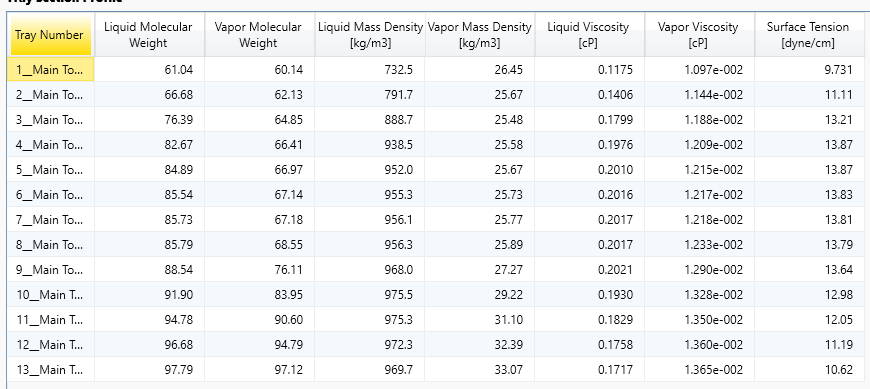 Tray Section Profile
Tray Number | Liquid Molecular Weight | Vapor Molecular Weight | Liquid Mass Density [kg/m3] | Vapor Mass Density [kg/m3] | Liquid Viscosity [cP] | Vapor Viscosity [cP] | Surface Tension [dyne/cm]
1__Main To... 61.04 60.14 732.5 26.45 0.1175 1.097e-002 9.731
2__Main To... 66.68 62.13 791.7 25.67 0.1406 1.144e-002 11.11
3__Main To... 76.39 64.85 888.7 25.48 0.1799 1.188e-002 13.21
4__Main To... 82.67 66.41 938.5 25.58 0.1976 1.209e-002 13.87
5__Main To... 84.89 66.97 952.0 25.67 0.2010 1.215e-002 13.87
6__Main To... 85.54 67.14 955.3 25.73 0.2016 1.217e-002 13.83
7__Main To... 85.73 67.18 956.1 25.77 0.2017 1.218e-002 13.81
8__Main To... 85.79 68.55 956.3 25.89 0.2017 1.233e-002 13.79
9__Main To... 88.54 76.11 968.0 27.27 0.2021 1.290e-002 13.64
10__Main T... 91.90 83.95 975.5 29.22 0.1930 1.328e-002 12.98
11__Main T... 94.78 90.60 975.3 31.10 0.1829 1.350e-002 12.05
12__Main T... 96.68 94.79 972.3 32.39 0.1758 1.360e-002 11.19
13__Main T... 97.79 97.12 969.7 33.07 0.1717 1.365e-002 10.62